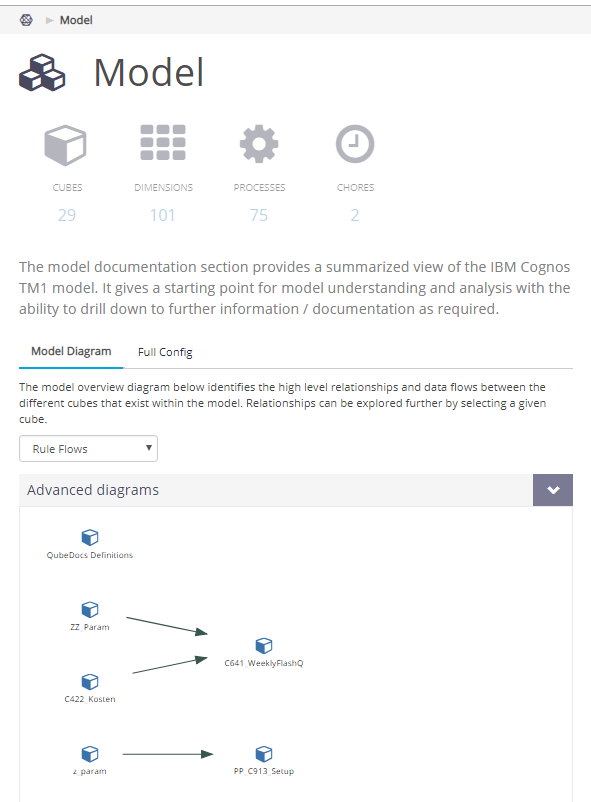 Model
Model
CUBES DIMENSIONS PROCESSES CHORES
29 101 75 2
The model documentation section provides a summarized view of the IBM Cognos
TM1 model. It gives a starting point for model understanding and analysis with the
ability to drill down to further information / documentation as required.
Model Diagram Full Config
The model overview diagram below identifies the high level relationships and data flows between the
different cubes that exist within the model. Relationships can be explored further by selecting a given
cube.
Rule Flows
Advanced diagrams
QubeDocs Definitions
ZZ_Param
C641_WeeklyFlashQ
C422_Kosten
z_param PP_C913_Setup